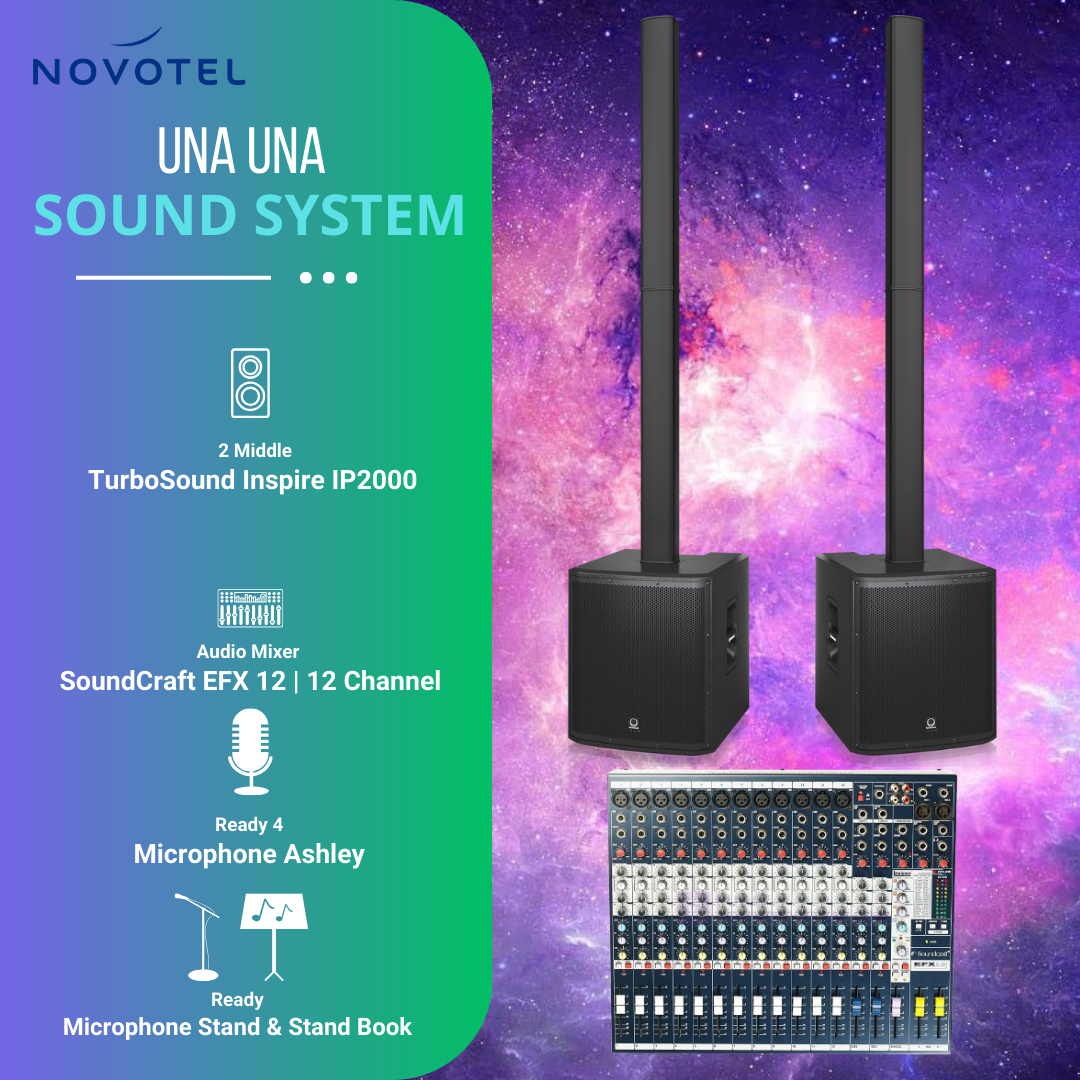 NOVOTEL
UNA UNA
SOUND SYSTEM
2 Middle
TurboSound Inspire IP2000
Audio Mixer
SoundCraft EFX 12 | 12 Channel
Ready 4
Microphone Ashley
Ready
Microphone Stand & Stand Book
Soundcraft